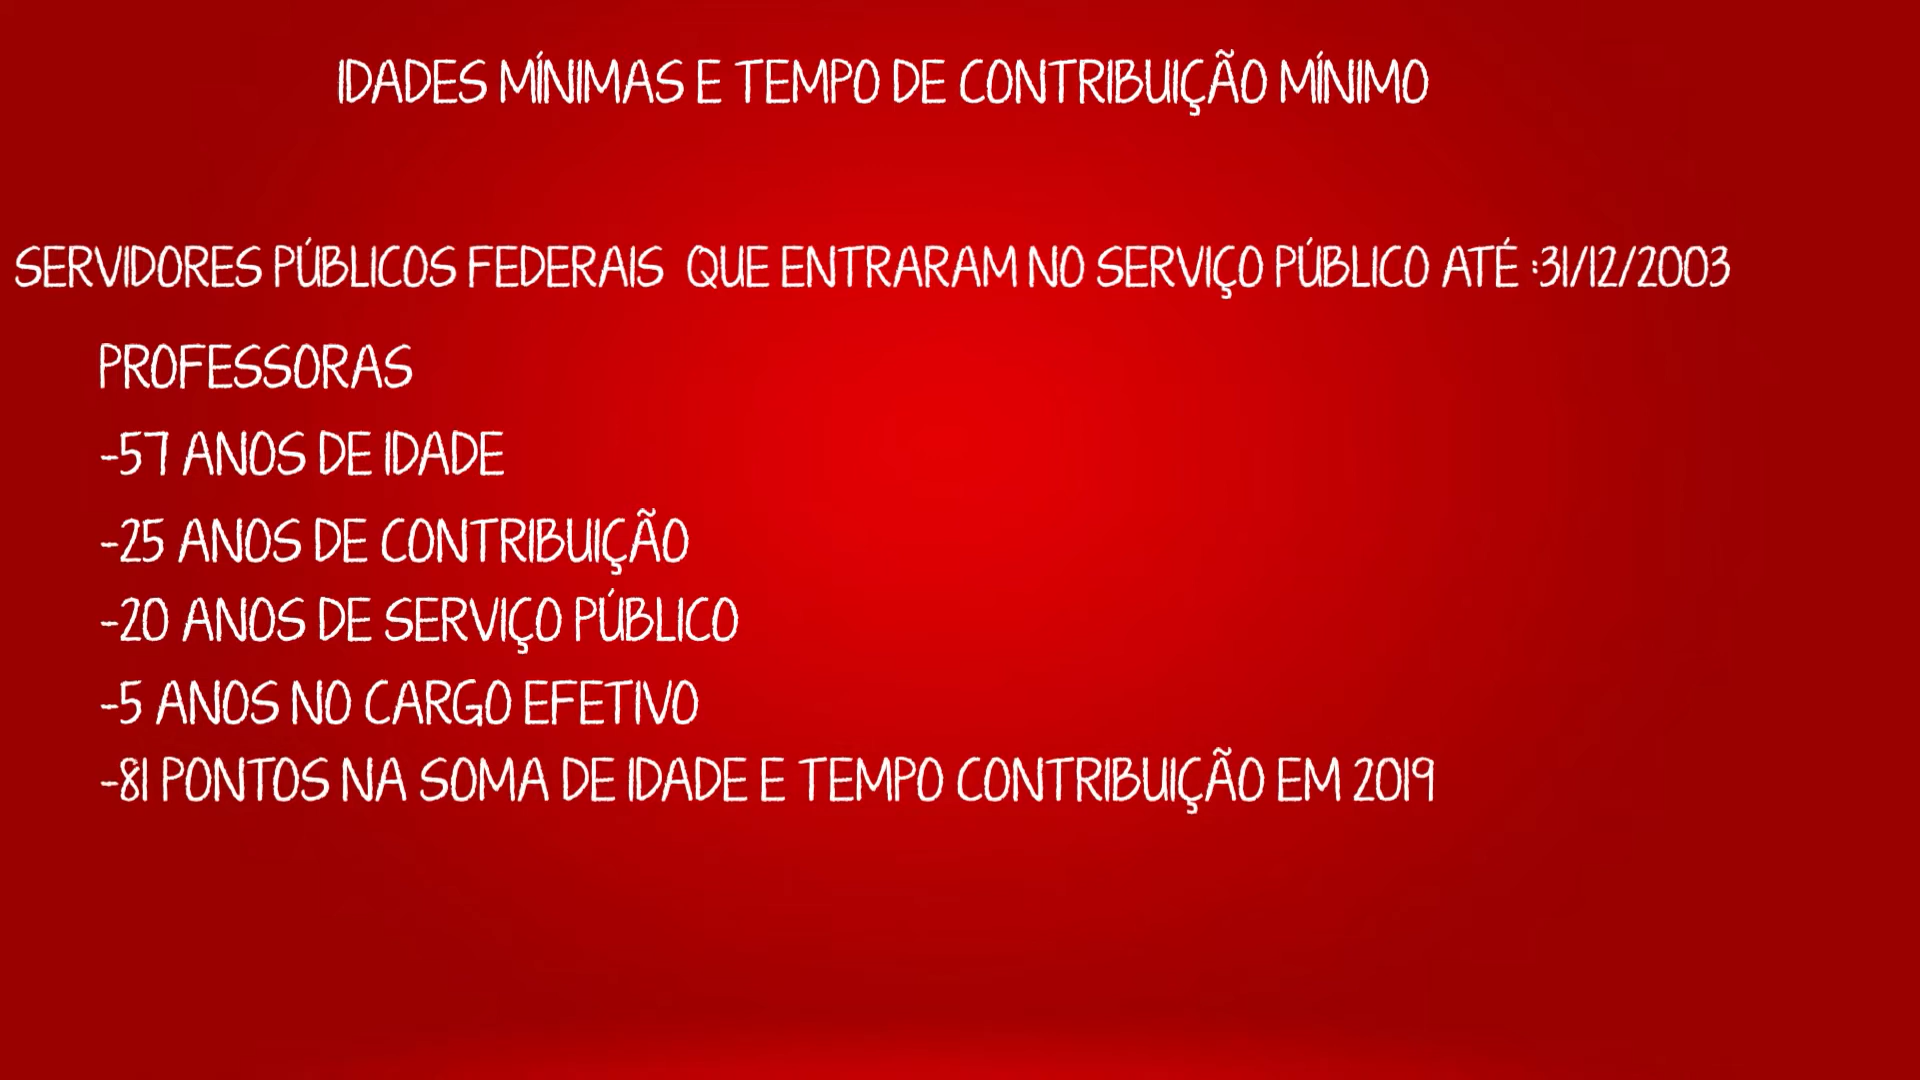 IDADES MÍNIMAS E TEMPO DE CONTRIBUIÇÃO MÍNIMO
SERVIDORES PÚBLICOS FEDERAIS QUE ENTRARAM NO SERVIÇO PÚBLICO ATÉ :31/12/2003
PROFESSORAS
-57 ANOS DE IDADE
-25 ANOS DE CONTRIBUIÇÃO
-20 ANOS DE SERVIÇO PÚBLICO
-5 ANOS NO CARGO EFETIVO
-81 PONTOS NA SOMA DE IDADE E TEMPO CONTRIBUIÇÃO EM 2019